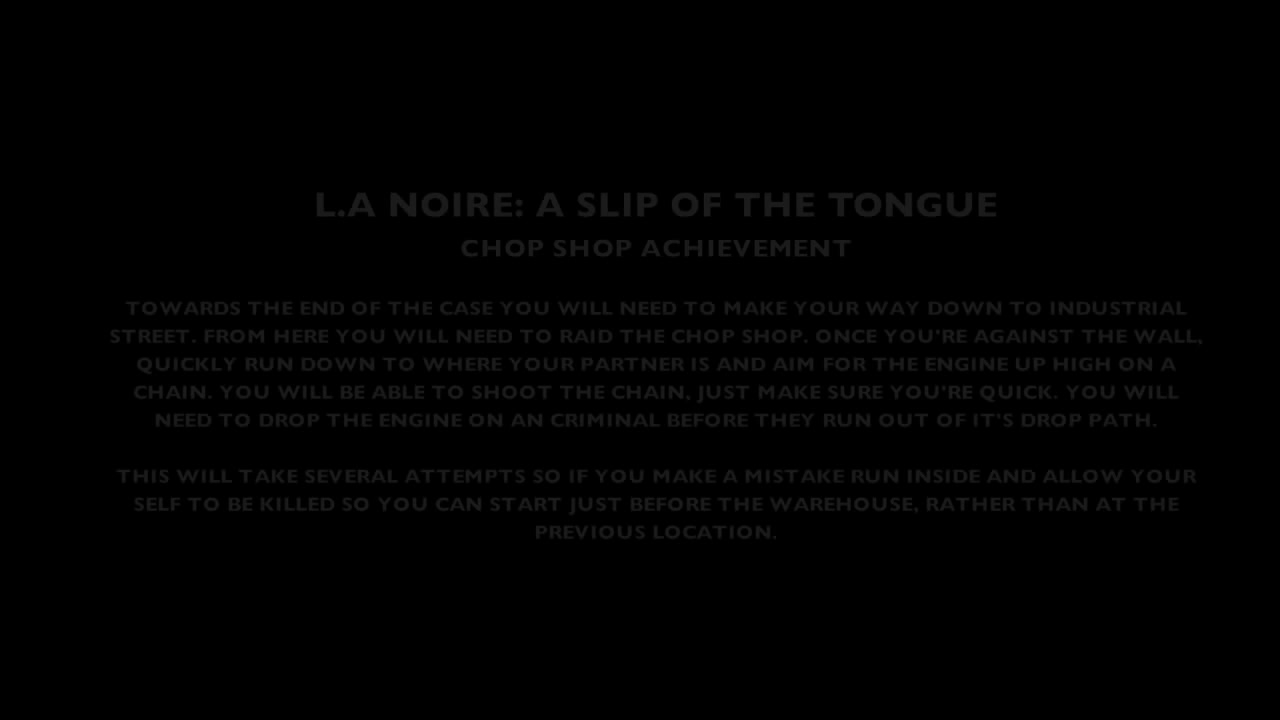 L.A NOIRE: A SLIP OF THE TONGUE
CHOP SHOP ACHIEVEMENT
TOWARDS THE END OF THE CASE YOU WILL NEED TO MAKE YOUR WAY DOWN TO INDUSTRIAL
STREET. FROM HERE YOU WILL NEED TO RAID THE CHOP SHOP. ONCE YOU'RE AGAINST THE WALL,
QUICKLY RUN DOWN TO WHERE YOUR PARTNER IS AND AIM FOR THE ENGINE UP HIGH ON A
CHAIN. YOU WILL BE ABLE TO SHOOT THE CHAIN, JUST MAKE SURE YOU'RE QUICK. YOU WILL
NEED TO DROP THE ENGINE ON AN CRIMINAL BEFORE THEY RUN OUT OF IT'S DROP PATH.
THIS WILL TAKE SEVERAL ATTEMPTS SO IF YOU MAKE A MISTAKE RUN INSIDE AND ALLOW YOUR
SELF TO BE KILLED SO YOU CAN START JUST BEFORE THE WAREHOUSE, RATHER THAN AT THE
PREVIOUS LOCATION.